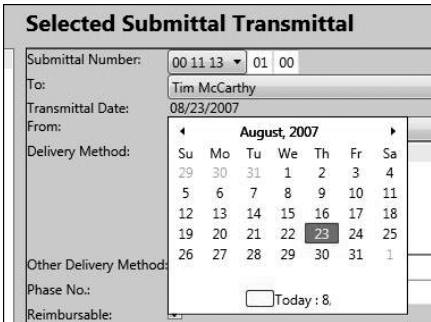 Selected Submittal Transmittal
Submittal Number: 00 11 13 01 00
To: Tim McCarthy
Transmittal Date: 08/23/2007
From:
Delivery Method:
August, 2007
Su Mo Tu We Th Fr Sa
29 30 31 1 2 3 4
5 6 7 8 9 10 11
12 13 14 15 16 17 18
19 20 21 22 23 24 25
26 27 28 29 30 31 1
Today : 8,
Other Delivery Method:
Phase No.:
Reimbursable: